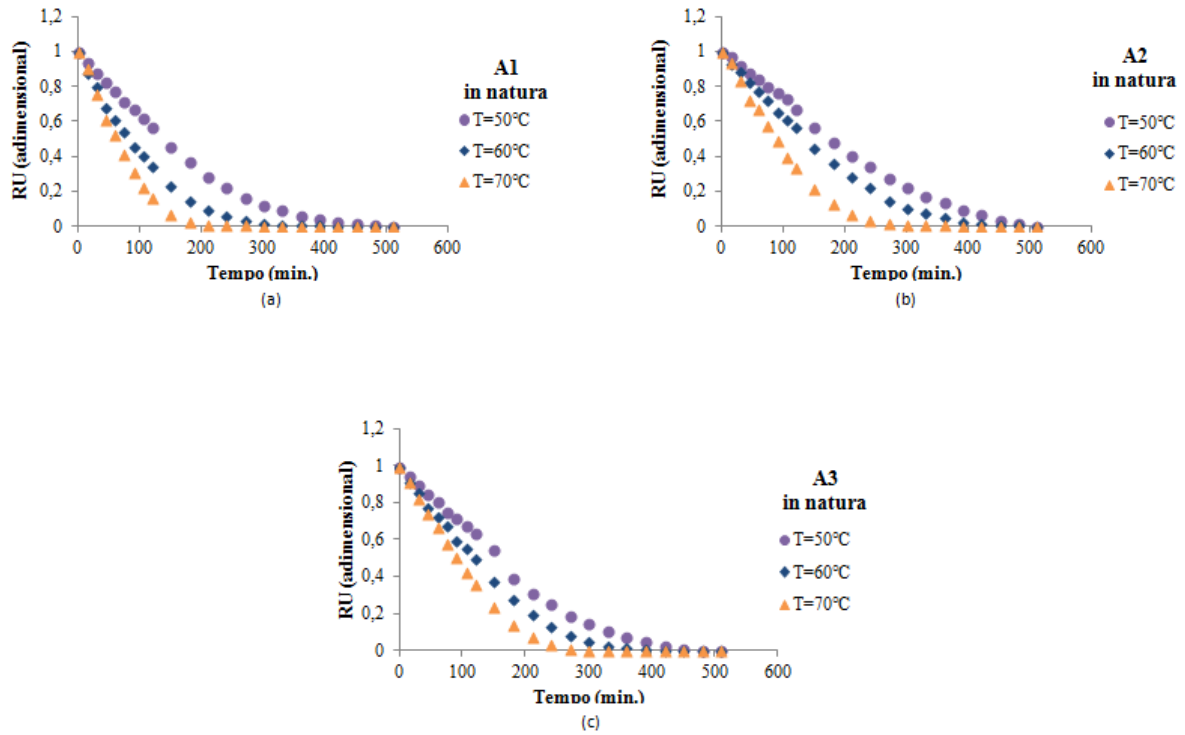 1,2
1
0,8
0,6
0,4
0,2
0
RU (adimensional)
0 100 200 300 400 500 600
Tempo (min.)
A1
in natura
T=50°C
T=60°C
T=70°C
(a)
1,2
1
0,8
0,6
0,4
0,2
0
RU (adimensional)
0 100 200 300 400 500 600
Tempo (min.)
A2
in natura
T=50°C
T=60°C
T=70°C
(b)
1,2
1
0,8
0,6
0,4
0,2
0
RU (adimensional)
0 100 200 300 400 500 600
Tempo (min.)
A3
in natura
T=50°C
T=60°C
T=70°C
(c)